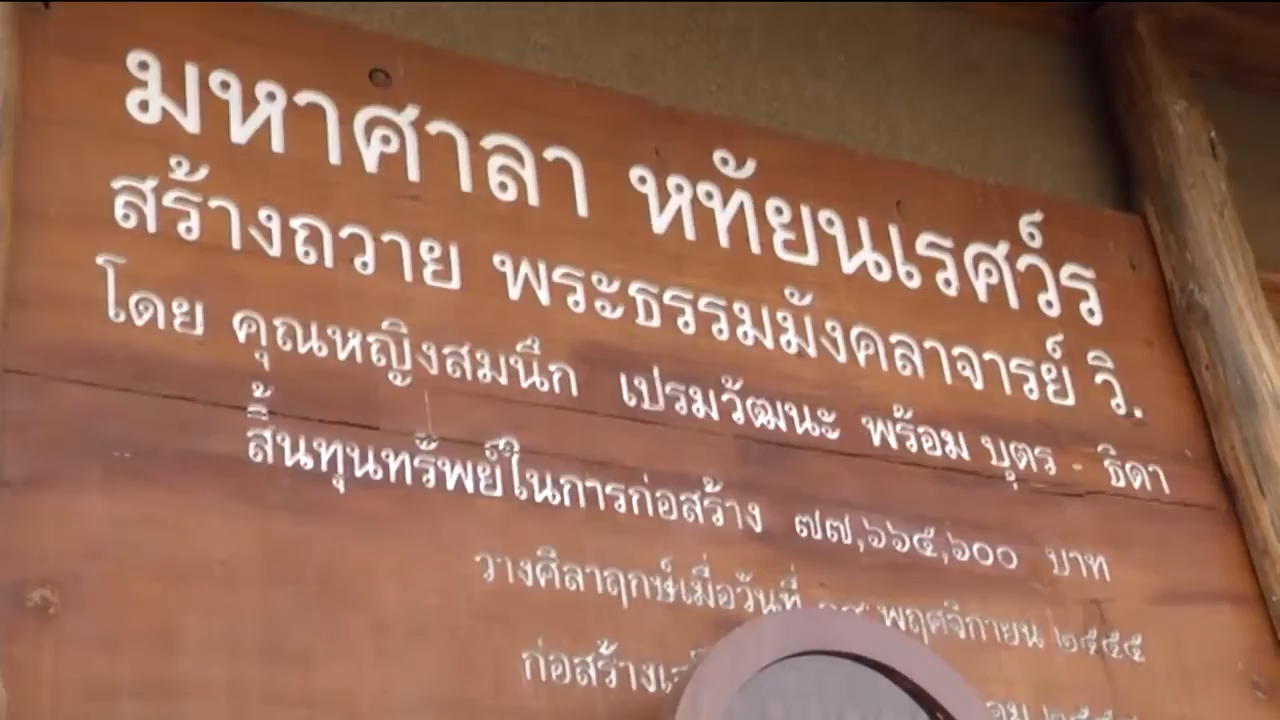 มหาศาลา หทัยนเรศวร์
สร้างถวาย พระธรรมมังคลาจารย์ วิ.
โดย คุณหญิงสมนึก เปรมวัฒนะ พร้อม บุตร - ธิดา
สิ้นทุนทรัพย์ในการก่อสร้าง ๗๗,๖๖๕,๖๐๐ บาท
วางศิลาฤกษ์เมื่อวันที่ พฤศจิกายน ๒๕๕๕
ก่อสร้าง